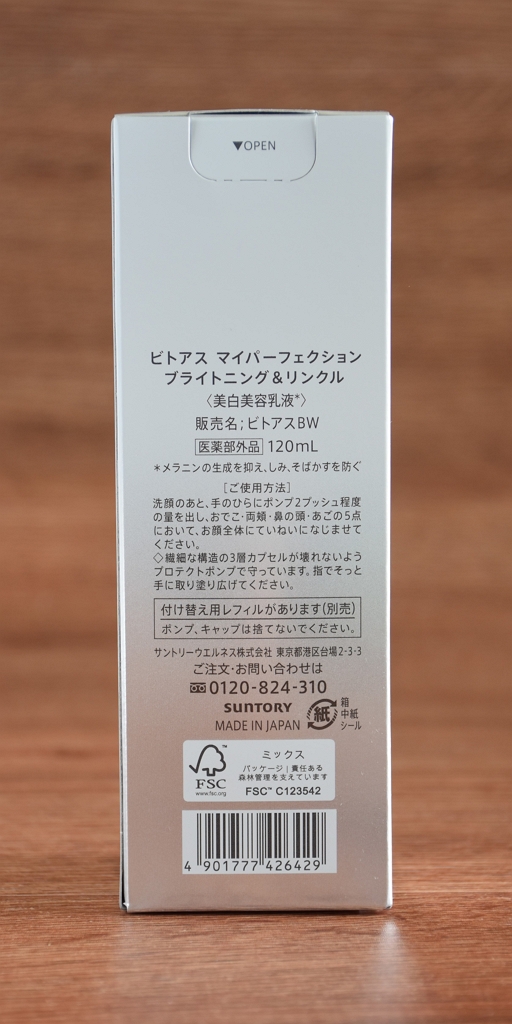 ▼OPEN
ビトアス マイパーフェクション
ブライトニング&リンクル
〈美白美容乳液*〉
販売名;ビトアスBW
医薬部外品 120mL
*メラニンの生成を抑え、しみ、そばかすを防ぐ
[ご使用方法]
洗顔のあと、手のひらにポンプ2プッシュ程度
の量を出し、おでこ・両頬・鼻の頭・あごの5点
において、お顔全体にていねいになじませて
ください。
◇繊細な構造の3層カプセルが壊れないよう
プロテクトポンプで守っています。指でそっと
手に取り塗り広げてください。
付け替え用レフィルがあります(別売)
ポンプ、キャップは捨てないでください。
サントリーウエルネス株式会社 東京都港区台場2-3-3
ご注文・お問い合わせは
0120-824-310
SUNTORY
MADE IN JAPAN
紙
箱
中紙
シール
FSC™
www.fsc.org
ミックス
パッケージ|責任ある
森林管理を支えています
FSC™ C123542
4 901777 426429